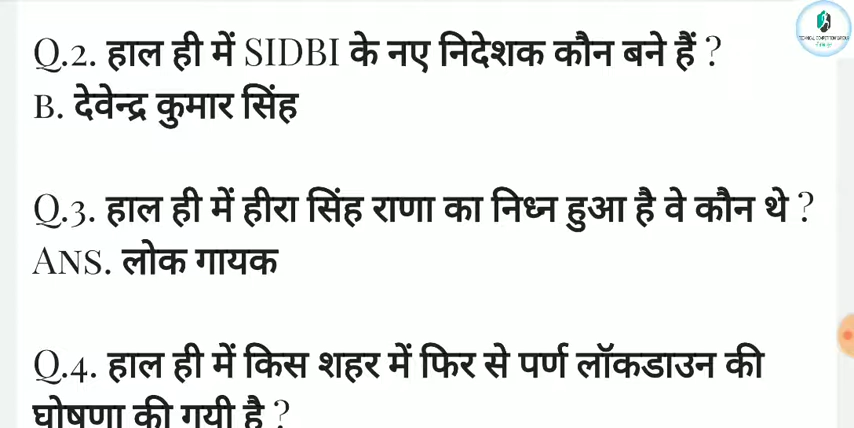 Q.2. हाल ही में SIDBI के नए निदेशक कौन बने हैं ?
B. देवेन्द्र कुमार सिंह
Q.3. हाल ही में हीरा सिंह राणा का निध्न हुआ है वे कौन थे ?
ANS. लोक गायक
Q.4. हाल ही में किस शहर में फिर से पर्ण लॉकडाउन की
घोषणा की गयी है ?